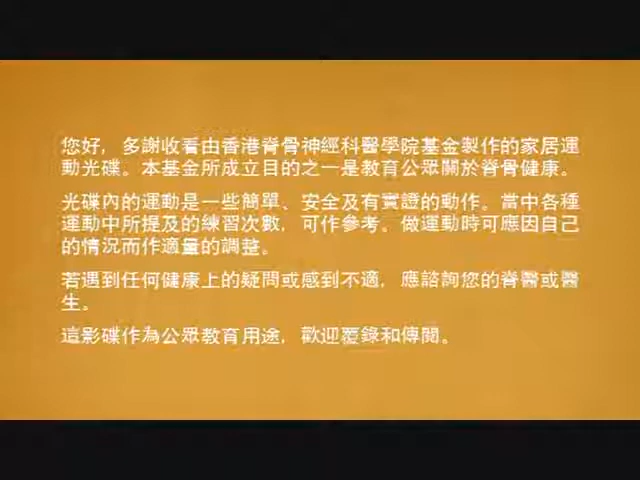 您好，多謝收看由香港脊骨神經科醫學院基金製作的家居運
動光碟。本基金所成立目的之一是教育公眾關於脊骨健康。
光碟內的運動是一些簡單、安全及有實證的動作。當中各種
運動中所提及的練習次數，可作參考。做運動時可應因自己
的情況而作適量的調整。
若遇到任何健康上的疑問或感到不適，應諮詢您的脊醫或醫
生。
這影碟作為公眾教育用途，歡迎覆錄和傳閱。